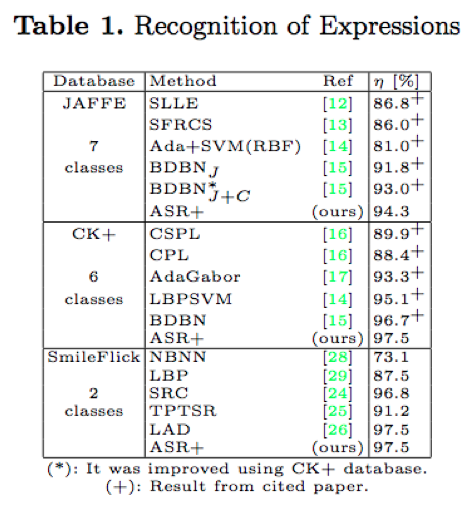 Table 1. Recognition of Expressions
Database Method Ref η [%]
JAFFE SLLE [12] 86.8+
SFRCS [13] 86.0+
7 Ada+SVM(RBF) [14] 81.0+
classes BDBN_J [15] 91.8+
BDBN*_J+C [15] 93.0+
ASR+ (ours) 94.3
CK+ CSPL [16] 89.9+
CPL [16] 88.4+
6 AdaGabor [17] 93.3+
classes LBPSVM [14] 95.1+
BDBN [15] 96.7+
ASR+ (ours) 97.5
SmileFlick NBNN [28] 73.1
LBP [29] 87.5
2 SRC [24] 96.8
classes TPTSR [25] 91.2
LAD [26] 97.5
ASR+ (ours) 97.5
(*): It was improved using CK+ database.
(+): Result from cited paper.